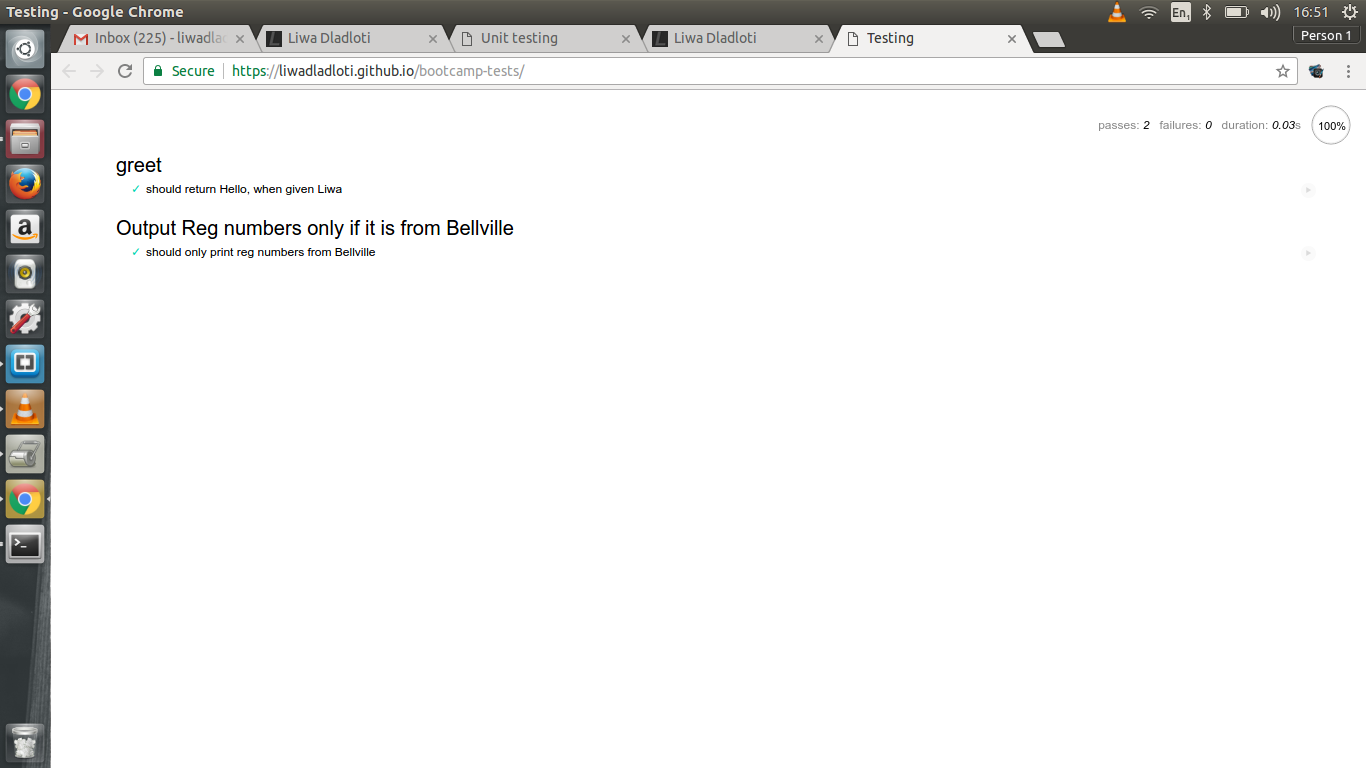 Testing - Google Chrome
En1
16:51
Inbox (225) - liwadlad
Liwa Dladloti
Unit testing
Liwa Dladloti
Testing
Person 1
Secure
https://liwadladloti.github.io/bootcamp-tests/
passes: 2 failures: 0 duration: 0.03s 100%
greet
✓ should return Hello, when given Liwa
Output Reg numbers only if it is from Bellville
✓ should only print reg numbers from Bellville